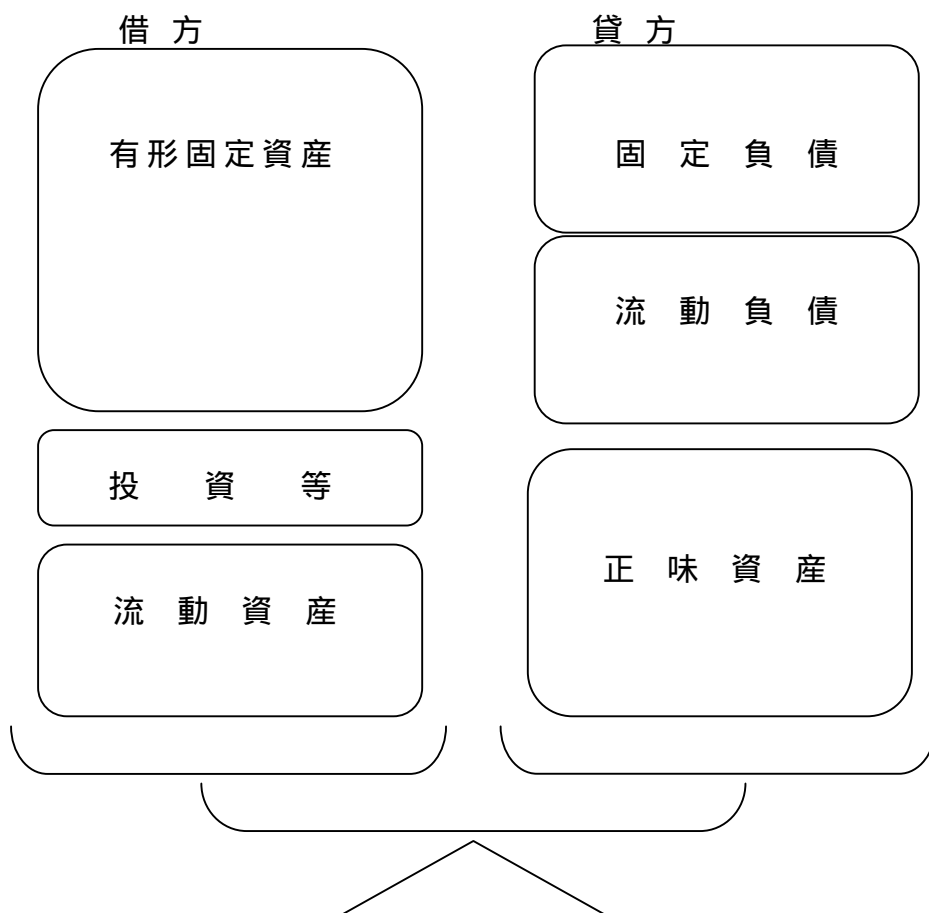 借方
有形固定資産
投資等
流動資産
貸方
固定負債
流動負債
正味資産